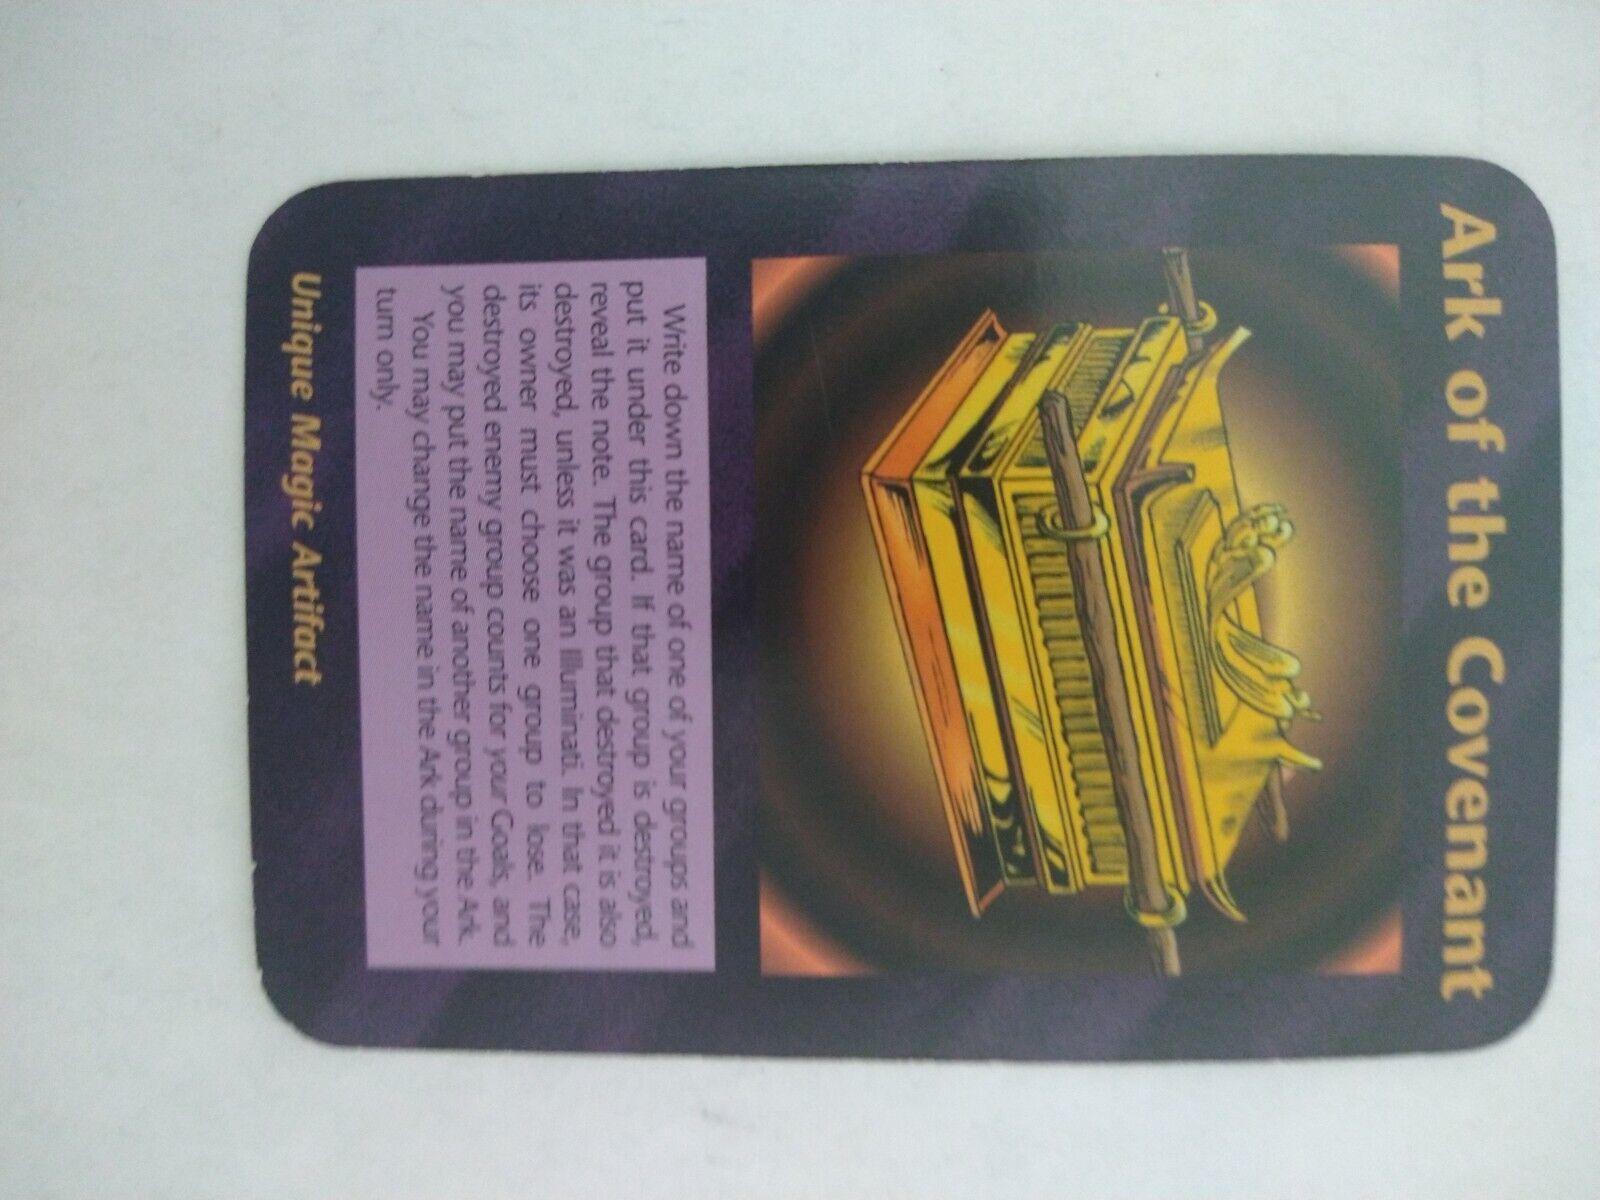 Ark of the Covenant
Write down the name of one of your groups and
put it under this card. If that group is destroyed,
reveal the note. The group that destroyed it is also
destroyed, unless it was an Illuminati. In that case,
its owner must choose one group to lose. The
destroyed enemy group counts for your Goals, and
you may put the name of another group in the Ark.
You may change the name in the Ark during your
turn only.
Unique Magic Artifact